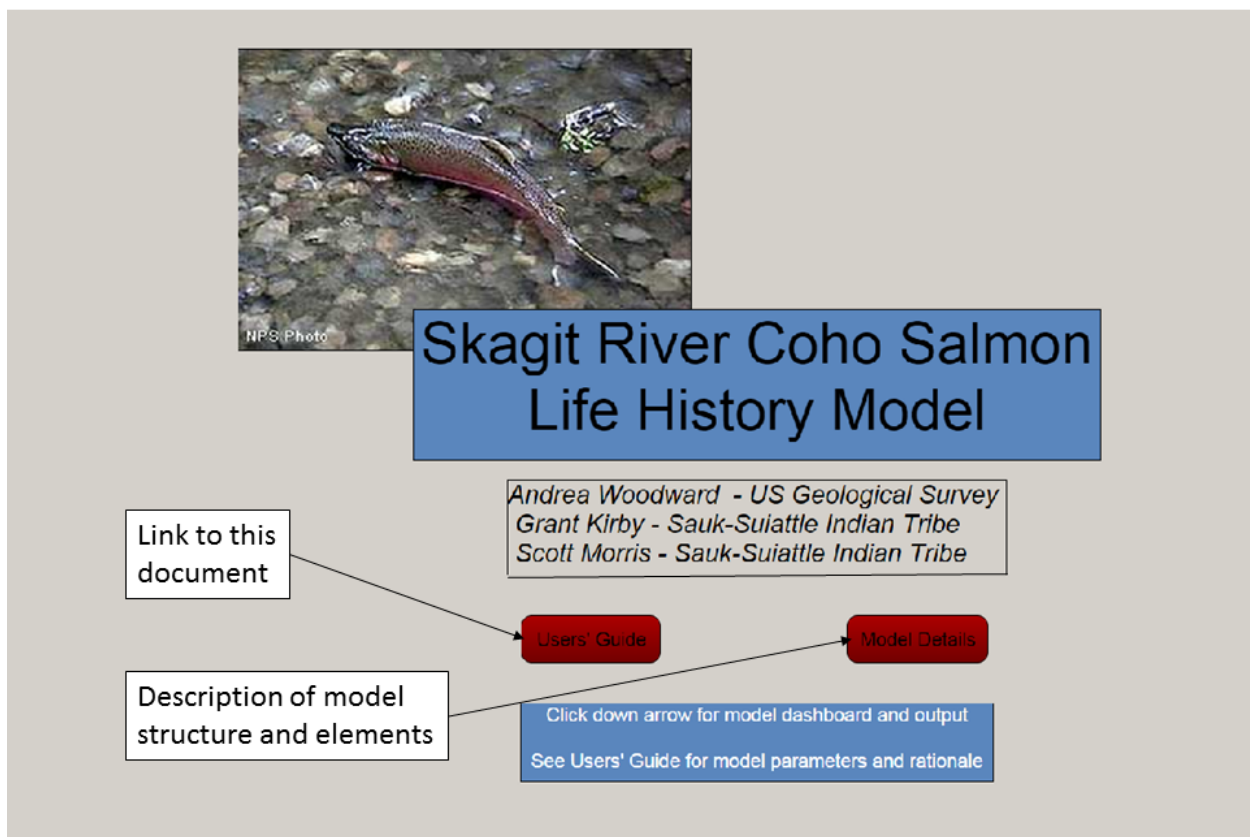 NPS Photo
Skagit River Coho Salmon
Life History Model
Andrea Woodward - US Geological Survey
Grant Kirby - Sauk-Suiattle Indian Tribe
Scott Morris - Sauk-Suiattle Indian Tribe
Link to this
document
Users' Guide
Model Details
Description of model
structure and elements
Click down arrow for model dashboard and output
See Users' Guide for model parameters and rationale